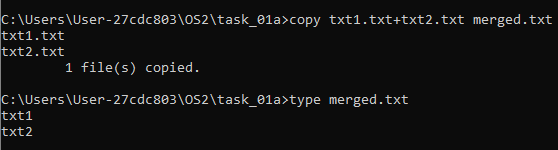 C:\Users\User-27cdc803\OS2\task_01a>copy txt1.txt+txt2.txt merged.txt
txt1.txt
txt2.txt
        1 file(s) copied.
C:\Users\User-27cdc803\OS2\task_01a>type merged.txt
txt1
txt2